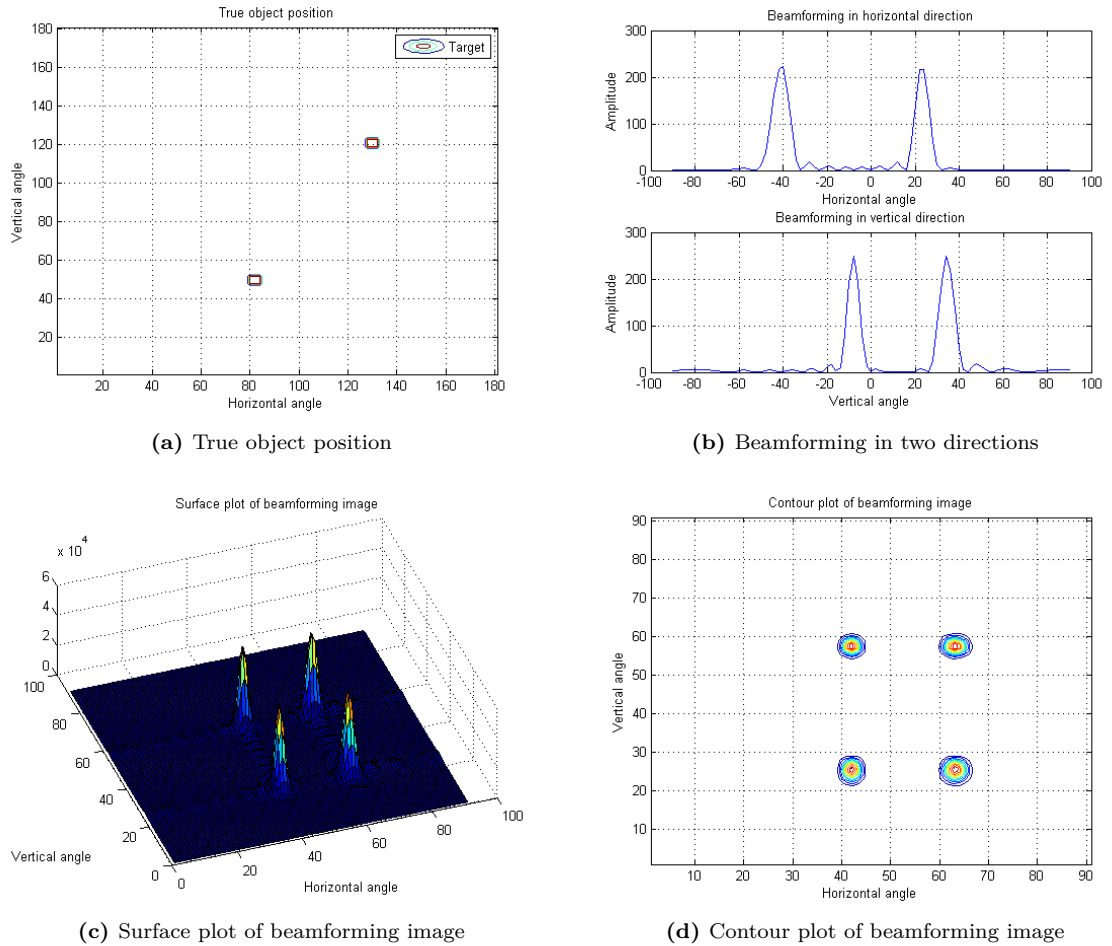 True object position
Target
180
160
140
120
100
80
60
40
20
20 40 60 80 100 120 140 160 180
Vertical angle
Horizontal angle
(a) True object position
Beamforming in horizontal direction
300
200
100
0
-100 -80 -60 -40 -20 0 20 40 60 80 100
Amplitude
Horizontal angle
Beamforming in vertical direction
300
200
100
0
-100 -80 -60 -40 -20 0 20 40 60 80 100
Amplitude
Vertical angle
(b) Beamforming in two directions
Surface plot of beamforming image
x 10^4
6
4
2
0
100
80
60
40
20
0
0
20
40
60
80
100
Vertical angle
Horizontal angle
(c) Surface plot of beamforming image
Contour plot of beamforming image
90
80
70
60
50
40
30
20
10
10 20 30 40 50 60 70 80 90
Vertical angle
Horizontal angle
(d) Contour plot of beamforming image